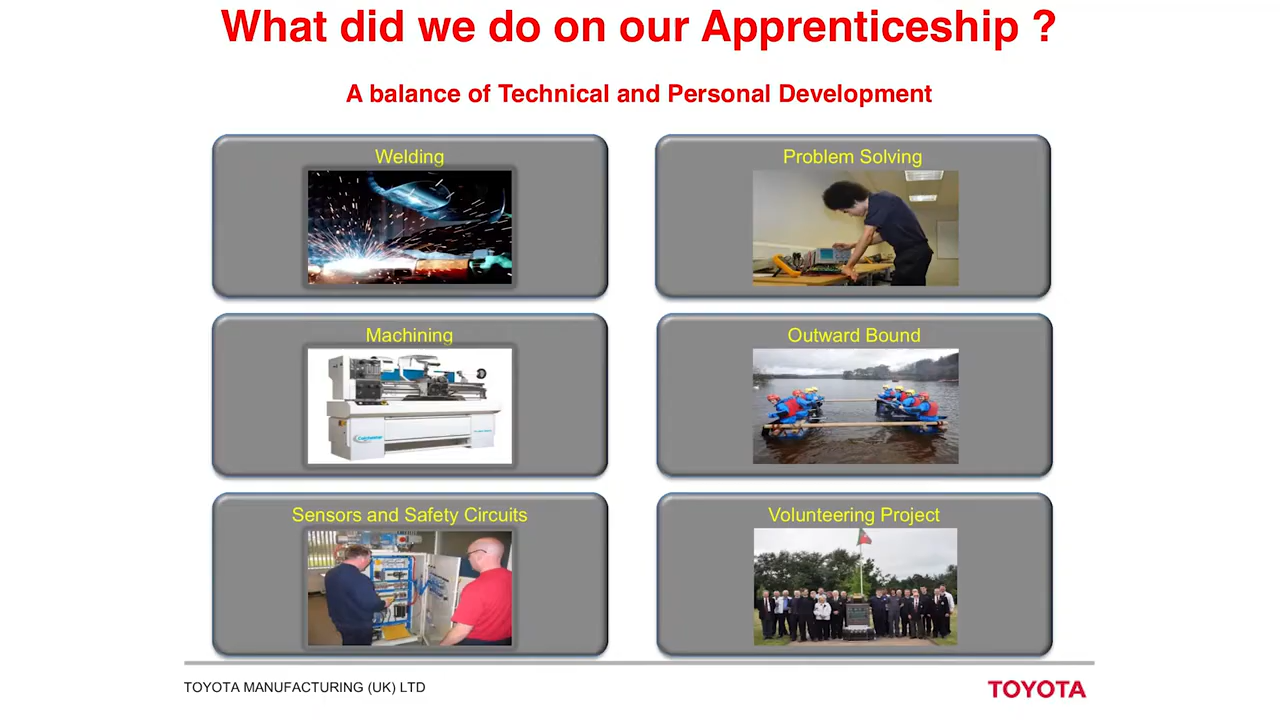 What did we do on our Apprenticeship ?
A balance of Technical and Personal Development
Welding
Problem Solving
Machining
Outward Bound
Sensors and Safety Circuits
Volunteering Project
TOYOTA MANUFACTURING (UK) LTD
TOYOTA